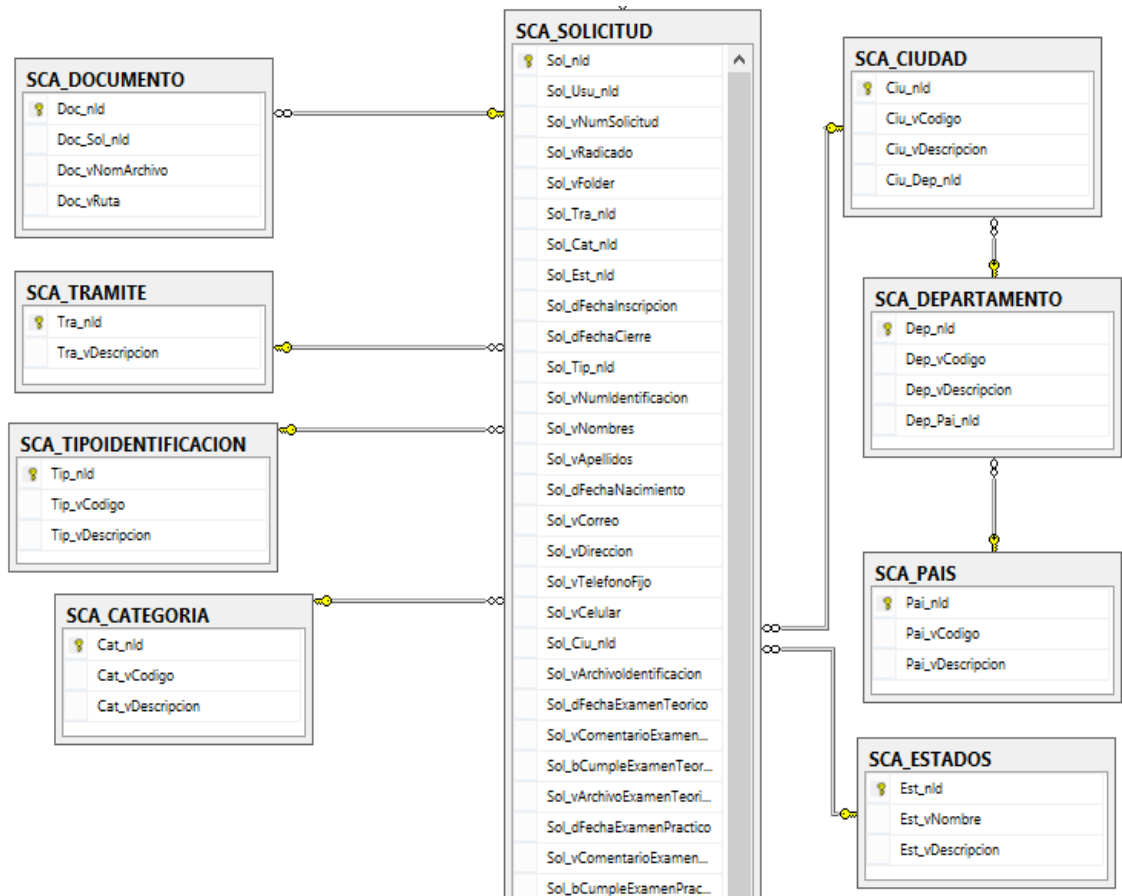 SCA_DOCUMENTO
Doc_nId
Doc_Sol_nId
Doc_vNomArchivo
Doc_vRuta
SCA_TRAMITE
Tra_nId
Tra_vDescripcion
SCA_TIPOIDENTIFICACION
Tip_nId
Tip_vCodigo
Tip_vDescripcion
SCA_CATEGORIA
Cat_nId
Cat_vCodigo
Cat_vDescripcion
SCA_SOLICITUD
Sol_nId
Sol_Usu_nId
Sol_vNumSolicitud
Sol_vRadicado
Sol_vFolder
Sol_Tra_nId
Sol_Cat_nId
Sol_Est_nId
Sol_dFechaInscripcion
Sol_dFechaCierre
Sol_Tip_nId
Sol_vNumIdentificacion
Sol_vNombres
Sol_vApellidos
Sol_dFechaNacimiento
Sol_vCorreo
Sol_vDireccion
Sol_vTelefonoFijo
Sol_vCelular
Sol_Ciu_nId
Sol_vArchivoIdentificacion
Sol_dFechaExamenTeorico
Sol_vComentarioExamen...
Sol_bCumpleExamenTeor...
Sol_vArchivoExamenTeori...
Sol_dFechaExamenPractico
Sol_vComentarioExamen...
Sol_bCumpleExamenPrac...
SCA_CIUDAD
Ciu_nId
Ciu_vCodigo
Ciu_vDescripcion
Ciu_Dep_nId
SCA_DEPARTAMENTO
Dep_nId
Dep_vCodigo
Dep_vDescripcion
Dep_Pai_nId
SCA_PAIS
Pai_nId
Pai_vCodigo
Pai_vDescripcion
SCA_ESTADOS
Est_nId
Est_vNombre
Est_vDescripcion